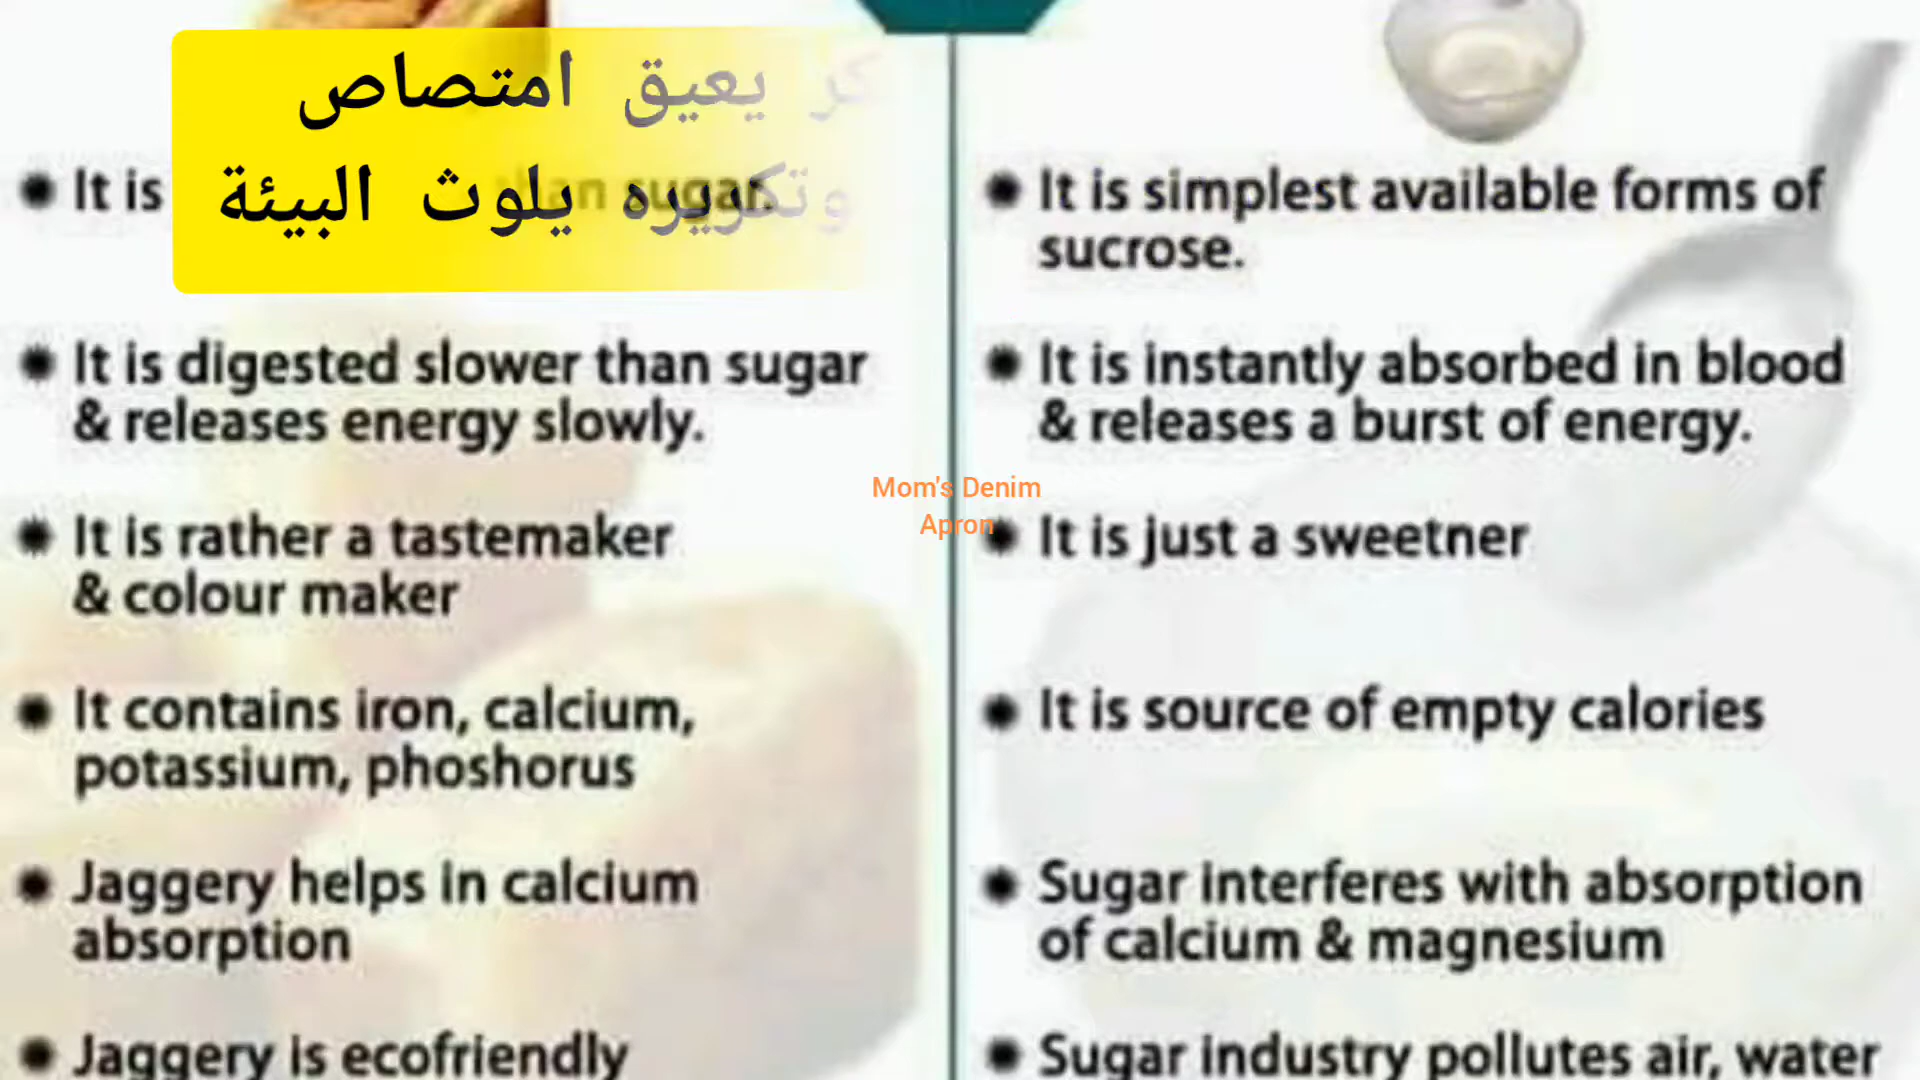 كر يعيق امتصاص
وتكريره يلوث البيئة
It is
than sugar.
It is digested slower than sugar
& releases energy slowly.
It is rather a tastemaker
& colour maker
It contains iron, calcium,
potassium, phoshorus
Jaggery helps in calcium
absorption
Jaggery is ecofriendly
Mom's Denim
Apron
It is simplest available forms of
sucrose.
It is instantly absorbed in blood
& releases a burst of energy.
It is just a sweetner
It is source of empty calories
Sugar interferes with absorption
of calcium & magnesium
Sugar industry pollutes air, water